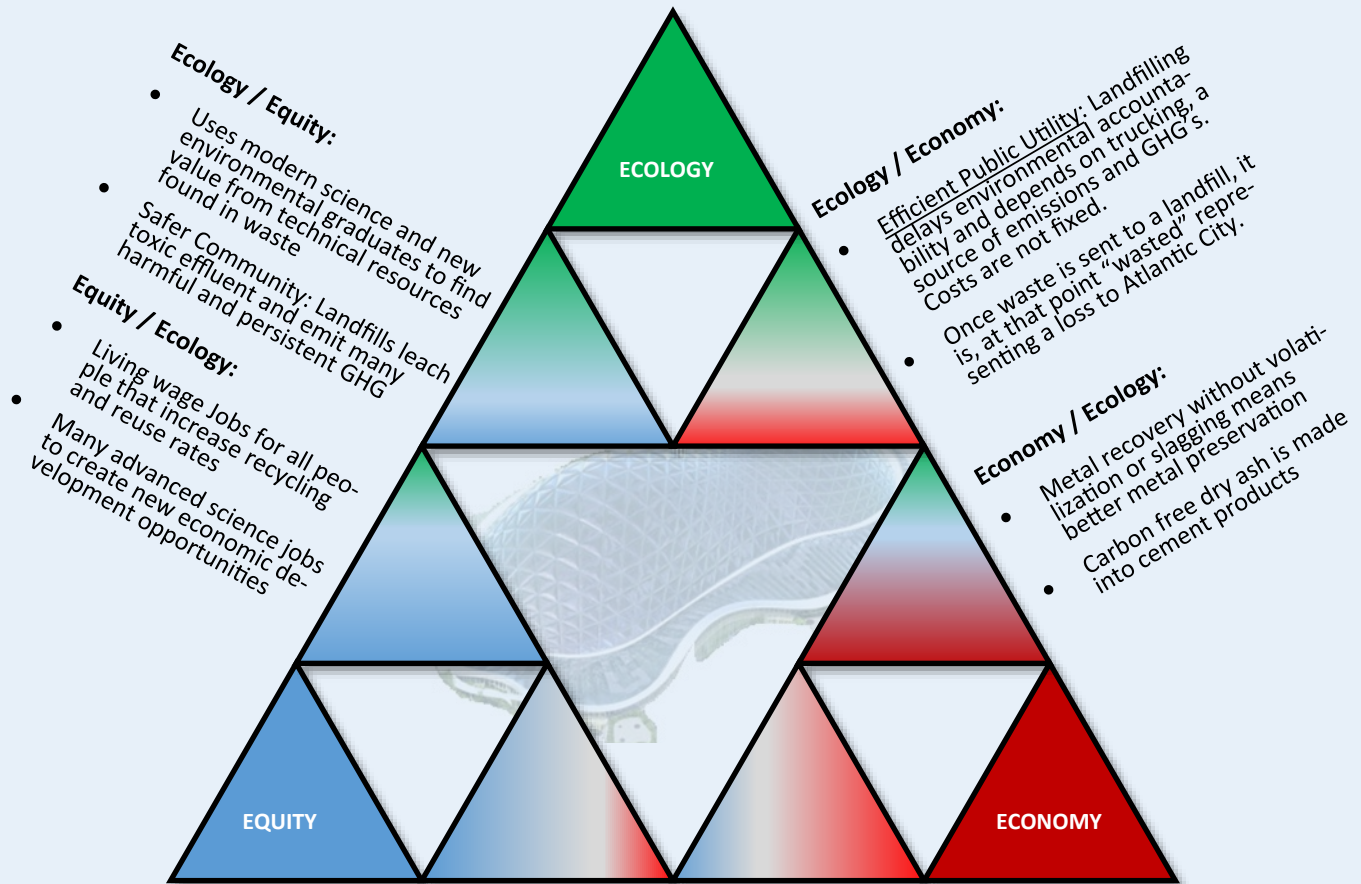 Ecology / Equity:
• Uses modern science and new
environmental graduates to find
value from technical resources
found in waste
• Safer Community: Landfills leach
toxic effluent and emit many
harmful and persistent GHG
Equity / Ecology:
• Living wage Jobs for all peo-
ple that increase recycling
and reuse rates
• Many advanced science jobs
to create new economic de-
velopment opportunities
ECOLOGY
Ecology / Economy:
• Efficient Public Utility: Landfilling
delays environmental accounta-
bility and depends on trucking, a
source of emissions and GHG's.
Costs are not fixed.
• Once waste is sent to a landfill, it
is, at that point “wasted” repre-
senting a loss to Atlantic City.
Economy / Ecology:
• Metal recovery without volati-
lization or slagging means
better metal preservation
• Carbon free dry ash is made
into cement products
EQUITY
ECONOMY